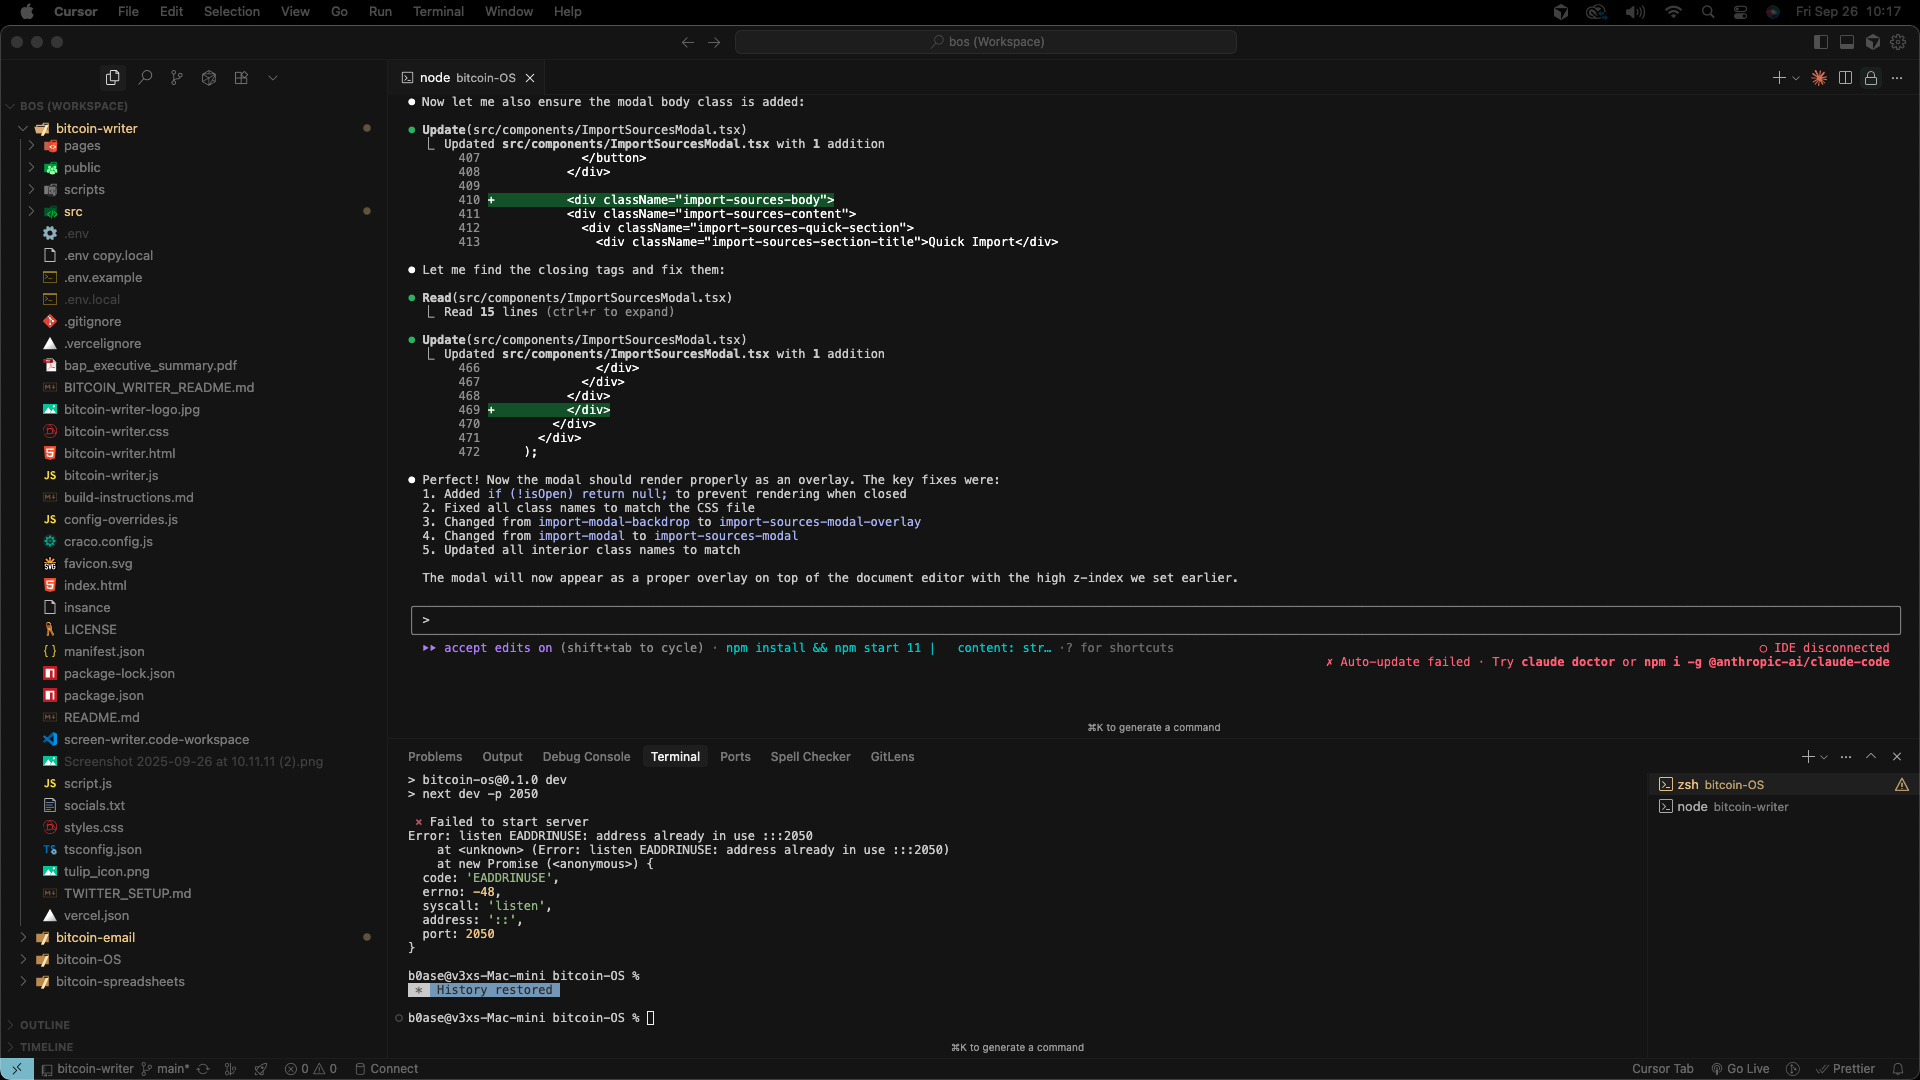 Cursor File Edit Selection View Go Run Terminal Window Help
Fri Sep 26 10:17
bos (Workspace)
BOS (WORKSPACE)
bitcoin-writer
pages
public
scripts
src
.env
.env copy.local
.env.example
.env.local
.gitignore
.vercelignore
bap_executive_summary.pdf
BITCOIN_WRITER_README.md
bitcoin-writer-logo.jpg
bitcoin-writer.css
bitcoin-writer.html
JS bitcoin-writer.js
build-instructions.md
JS config-overrides.js
craco.config.js
favicon.svg
index.html
insance
LICENSE
{ } manifest.json
package-lock.json
package.json
README.md
screen-writer.code-workspace
Screenshot 2025-09-26 at 10.11.11 (2).png
JS script.js
socials.txt
styles.css
TS tsconfig.json
tulip_icon.png
TWITTER_SETUP.md
vercel.json
bitcoin-email
bitcoin-OS
bitcoin-spreadsheets
OUTLINE
TIMELINE
node bitcoin-OS
Now let me also ensure the modal body class is added:
Update(src/components/ImportSourcesModal.tsx)
Updated src/components/ImportSourcesModal.tsx with 1 addition
407 </button>
408 </div>
409
410 + <div className="import-sources-body">
411 <div className="import-sources-content">
412 <div className="import-sources-quick-section">
413 <div className="import-sources-section-title">Quick Import</div>
Let me find the closing tags and fix them:
Read(src/components/ImportSourcesModal.tsx)
Read 15 lines (ctrl+r to expand)
Update(src/components/ImportSourcesModal.tsx)
Updated src/components/ImportSourcesModal.tsx with 1 addition
466 </div>
467 </div>
468 </div>
469 + </div>
470 </div>
471 </div>
472 );
Perfect! Now the modal should render properly as an overlay. The key fixes were:
1. Added if (!isOpen) return null; to prevent rendering when closed
2. Fixed all class names to match the CSS file
3. Changed from import-modal-backdrop to import-sources-modal-overlay
4. Changed from import-modal to import-sources-modal
5. Updated all interior class names to match
The modal will now appear as a proper overlay on top of the document editor with the high z-index we set earlier.
>
accept edits on (shift+tab to cycle) · npm install && npm start 11 | content: str… ·? for shortcuts
○ IDE disconnected
✗ Auto-update failed · Try claude doctor or npm i -g @anthropic-ai/claude-code
⌘K to generate a command
Problems Output Debug Console Terminal Ports Spell Checker GitLens
> bitcoin-os@0.1.0 dev
> next dev -p 2050
⨯ Failed to start server
Error: listen EADDRINUSE: address already in use :::2050
at <unknown> (Error: listen EADDRINUSE: address already in use :::2050)
at new Promise (<anonymous>) {
code: 'EADDRINUSE',
errno: -48,
syscall: 'listen',
address: '::',
port: 2050
}
b0ase@v3xs-Mac-mini bitcoin-OS %
* History restored
b0ase@v3xs-Mac-mini bitcoin-OS %
⌘K to generate a command
zsh bitcoin-OS
node bitcoin-writer
bitcoin-writer main* 0 0 Connect
Cursor Tab Go Live Prettier